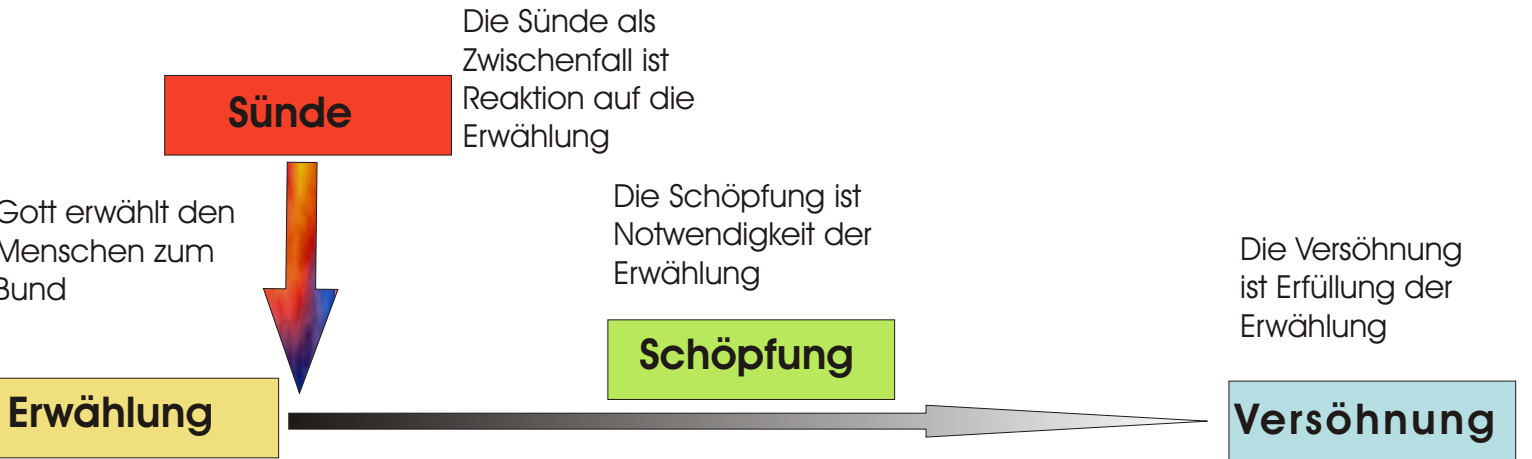 Die Sünde als
Zwischenfall ist
Reaktion auf die
Erwählung
Sünde
Gott erwählt den
Menschen zum
Bund
Die Schöpfung ist
Notwendigkeit der
Erwählung
Die Versöhnung
ist Erfüllung der
Erwählung
Schöpfung
Erwählung
Versöhnung